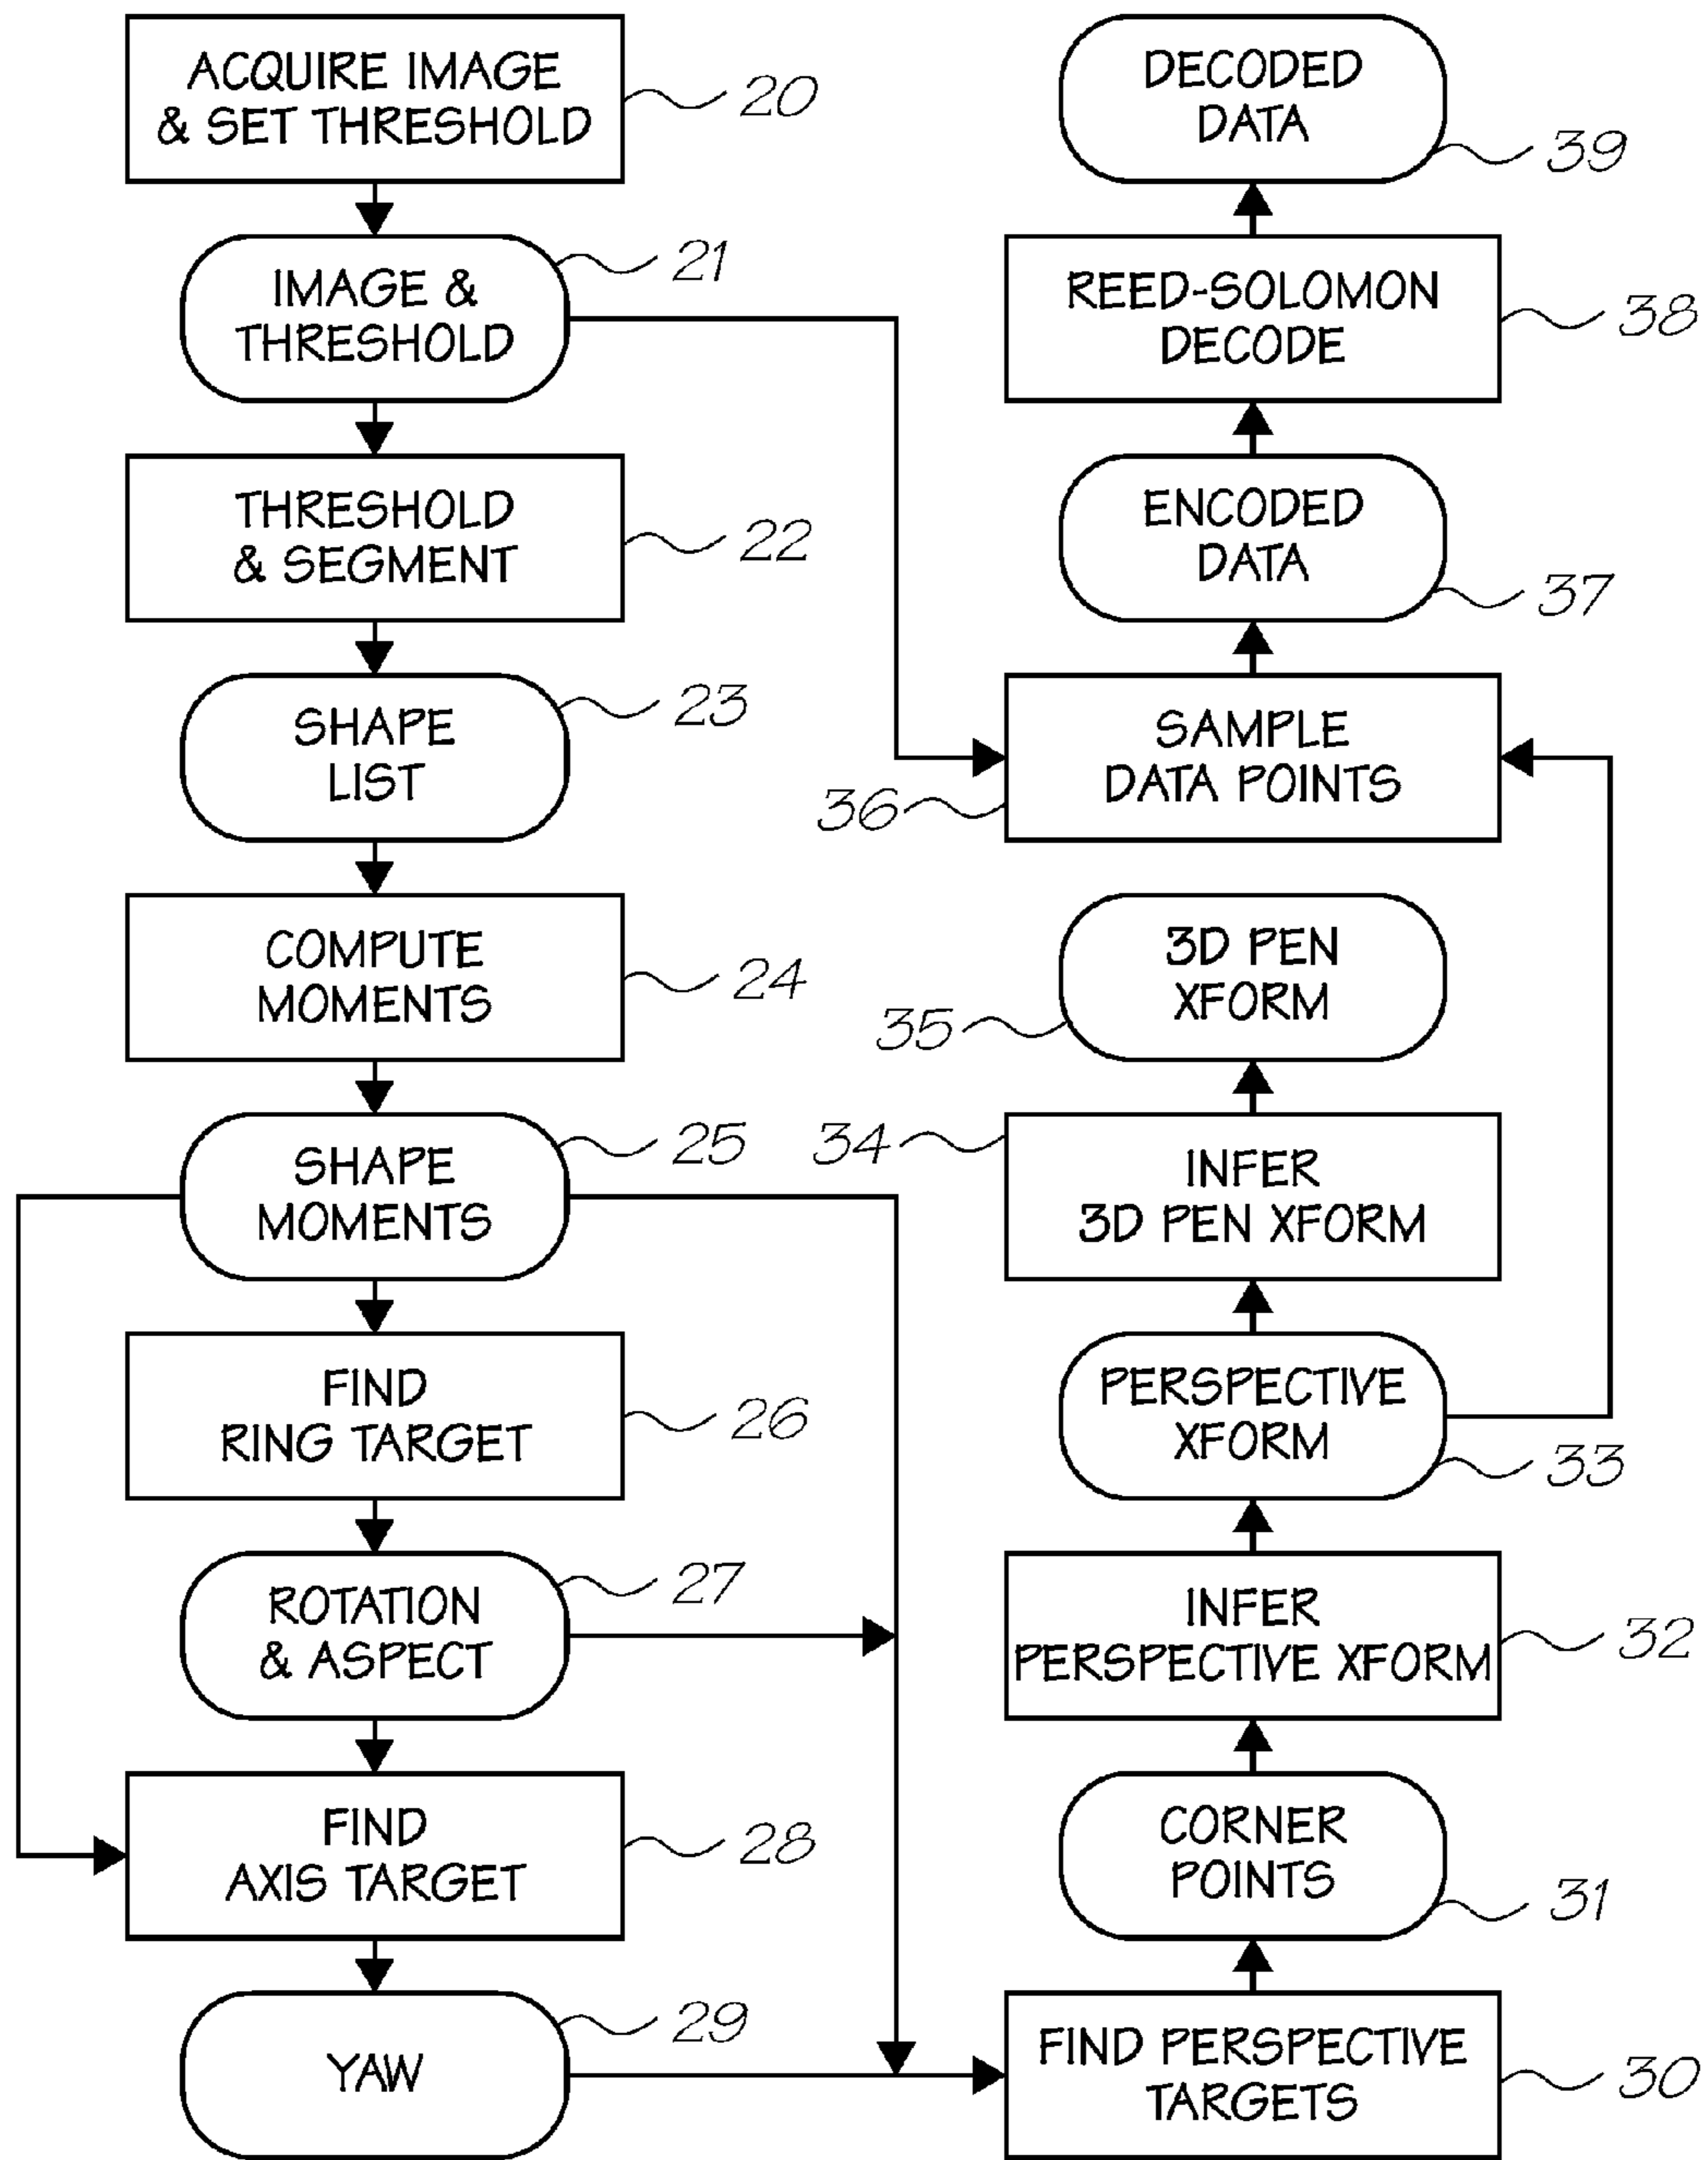 ACQUIRE IMAGE
& SET THRESHOLD
20
IMAGE &
THRESHOLD
21
THRESHOLD
& SEGMENT
22
SHAPE
LIST
23
COMPUTE
MOMENTS
24
SHAPE
MOMENTS
25
FIND
RING TARGET
26
ROTATION
& ASPECT
27
FIND
AXIS TARGET
28
YAW
29
DECODED
DATA
39
REED-SOLOMON
DECODE
38
ENCODED
DATA
37
SAMPLE
DATA POINTS
36
3D PEN
XFORM
35
INFER
3D PEN XFORM
34
PERSPECTIVE
XFORM
33
INFER
PERSPECTIVE XFORM
32
CORNER
POINTS
31
FIND PERSPECTIVE
TARGETS
30